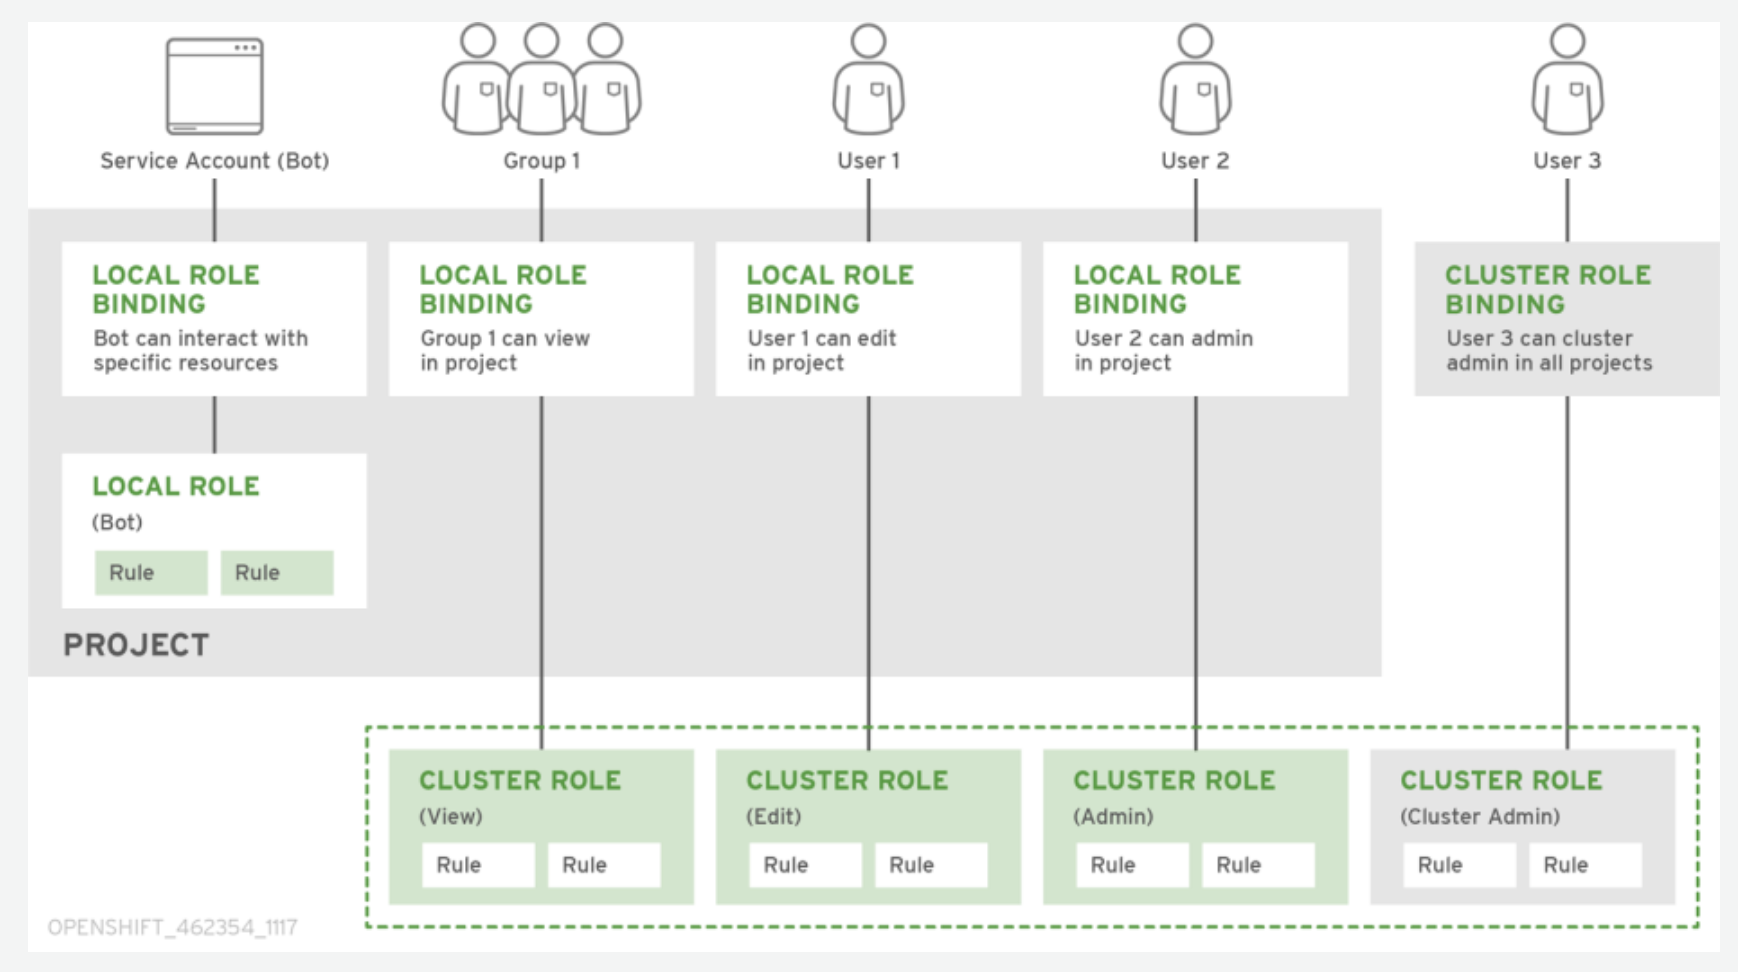 Service Account (Bot)
Group 1
User 1
User 2
User 3
LOCAL ROLE
BINDING
Bot can interact with
specific resources
LOCAL ROLE
BINDING
Group 1 can view
in project
LOCAL ROLE
BINDING
User 1 can edit
in project
LOCAL ROLE
BINDING
User 2 can admin
in project
CLUSTER ROLE
BINDING
User 3 can cluster
admin in all projects
LOCAL ROLE
(Bot)
Rule
Rule
PROJECT
CLUSTER ROLE
(View)
Rule
Rule
CLUSTER ROLE
(Edit)
Rule
Rule
CLUSTER ROLE
(Admin)
Rule
Rule
CLUSTER ROLE
(Cluster Admin)
Rule
Rule
OPENSHIFT_462354_1117